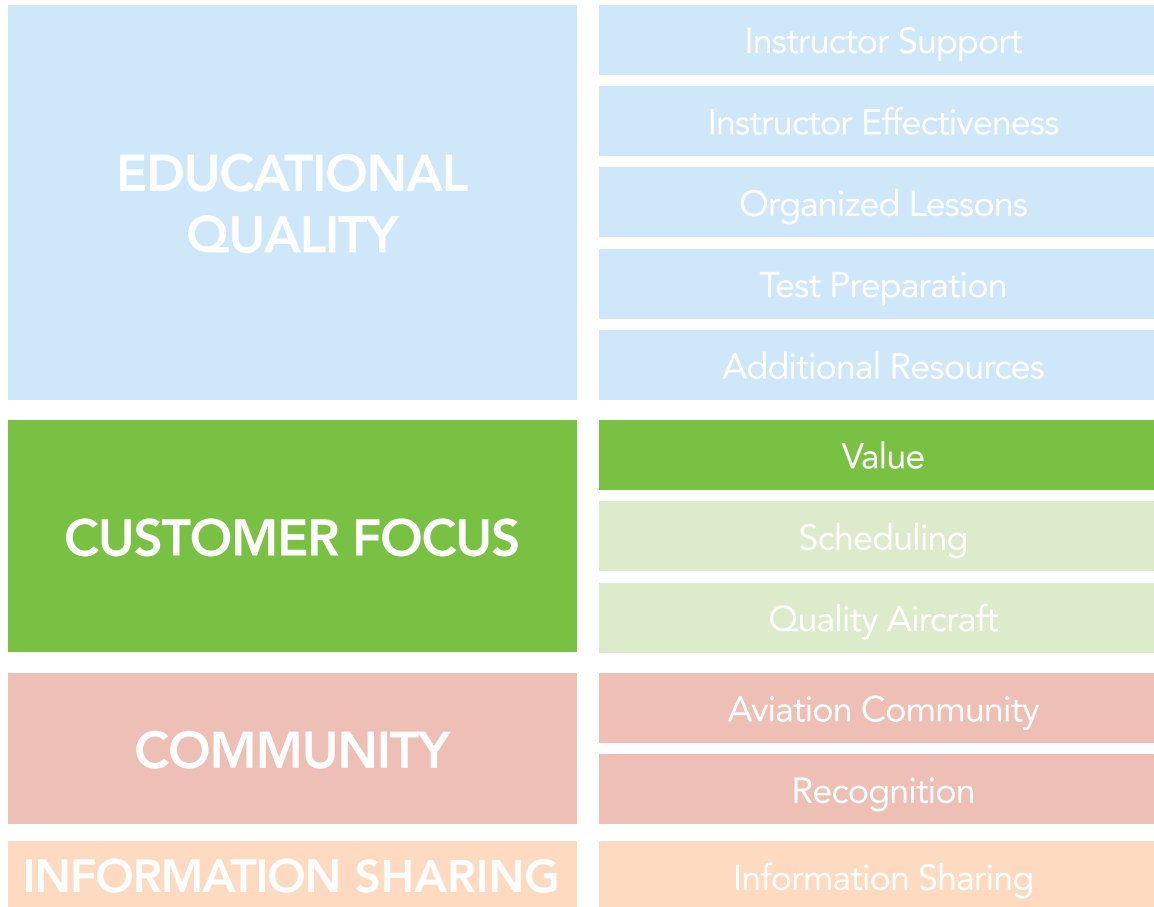 EDUCATIONAL
QUALITY
Instructor Support
Instructor Effectiveness
Organized Lessons
Test Preparation
Additional Resources
CUSTOMER FOCUS
Value
Scheduling
Quality Aircraft
COMMUNITY
Aviation Community
Recognition
INFORMATION SHARING
Information Sharing